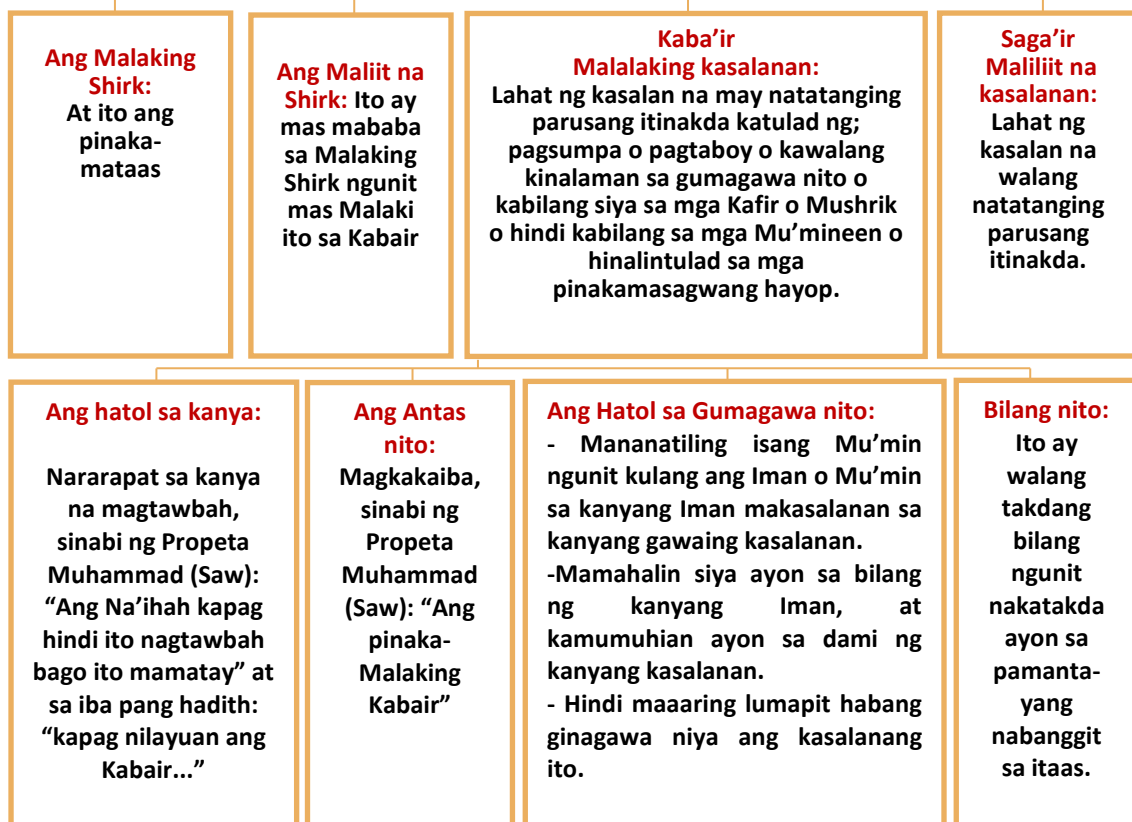 Ang Malaking
Shirk:
At ito ang
pinaka-
mataas
Ang Maliit na
Shirk: Ito ay
mas mababa
sa Malaking
Shirk ngunit
mas Malaki
ito sa Kabair
Kaba’ir
Malalaking kasalanan:
Lahat ng kasalan na may natatanging
parusang itinakda katulad ng;
pagsumpa o pagtaboy o kawalang
kinalaman sa gumagawa nito o
kabilang siya sa mga Kafir o Mushrik
o hindi kabilang sa mga Mu’mineen o
hinalintulad sa mga
pinakamasagwang hayop.
Saga’ir
Maliliit na
kasalanan:
Lahat ng
kasalan na
walang
natatanging
parusang
itinakda.
Ang hatol sa kanya:
Nararapat sa kanya
na magtawbah,
sinabi ng Propeta
Muhammad (Saw):
“Ang Na’ihah kapag
hindi ito nagtawbah
bago ito mamatay” at
sa iba pang hadith:
“kapag nilayuan ang
Kabair...”
Ang Antas
nito:
Magkakaiba,
sinabi ng
Propeta
Muhammad
(Saw): “Ang
pinaka-
Malaking
Kabair”
Ang Hatol sa Gumagawa nito:
- Mananatiling isang Mu’min
ngunit kulang ang Iman o Mu’min
sa kanyang Iman makasalanan sa
kanyang gawaing kasalanan.
-Mamahalin siya ayon sa bilang
ng kanyang Iman, at
kamumuhian ayon sa dami ng
kanyang kasalanan.
- Hindi maaaring lumapit habang
ginagawa niya ang kasalanang
ito.
Bilang nito:
Ito ay
walang
takdang
bilang
ngunit
nakatakda
ayon sa
pamanta-
yang
nabanggit
sa itaas.